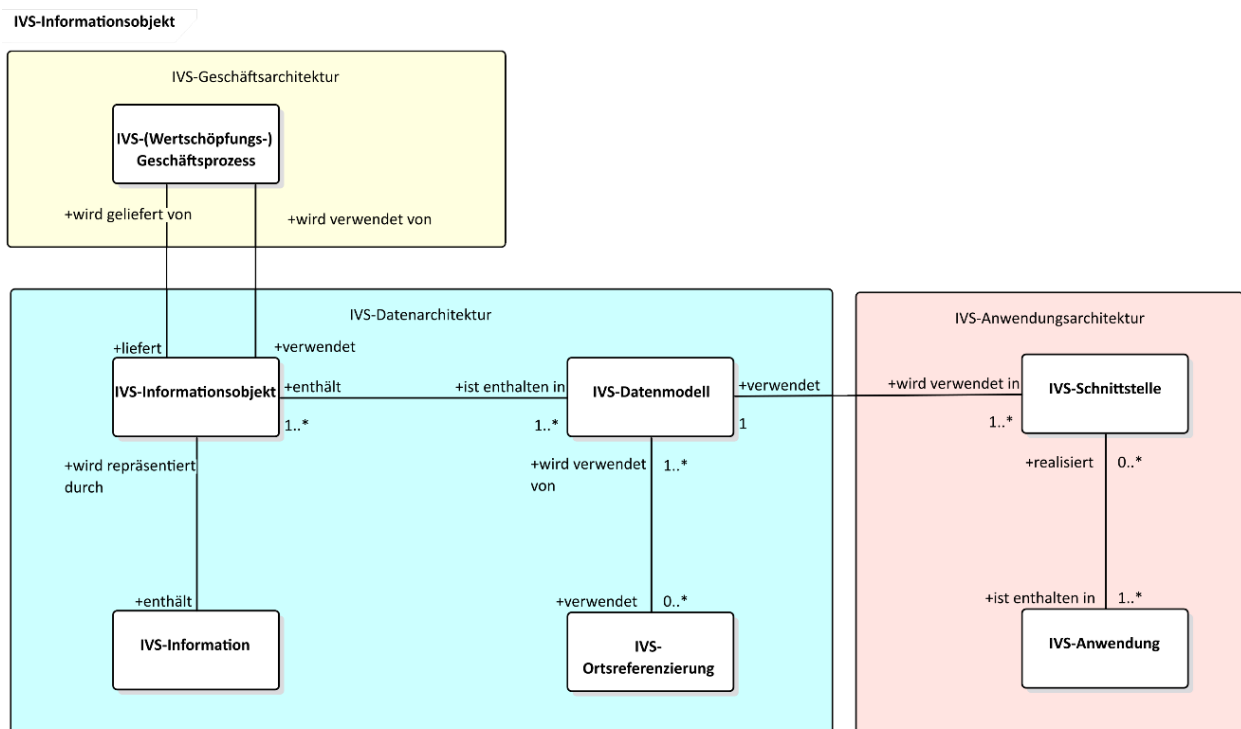 IVS-Informationsobjekt
IVS-Geschäftsarchitektur
IVS-(Wertschöpfungs-)
Geschäftsprozess
+wird geliefert von
+wird verwendet von
IVS-Datenarchitektur
IVS-Anwendungsarchitektur
+liefert
+verwendet
IVS-Informationsobjekt
+enthält
+ist enthalten in
1..*
1..*
IVS-Datenmodell
+verwendet
+wird verwendet in
1
1..*
IVS-Schnittstelle
+wird repräsentiert
durch
+wird verwendet
von
1..*
+realisiert
0..*
+enthält
+verwendet
0..*
+ist enthalten in
1..*
IVS-Information
IVS-
Ortsreferenzierung
IVS-Anwendung